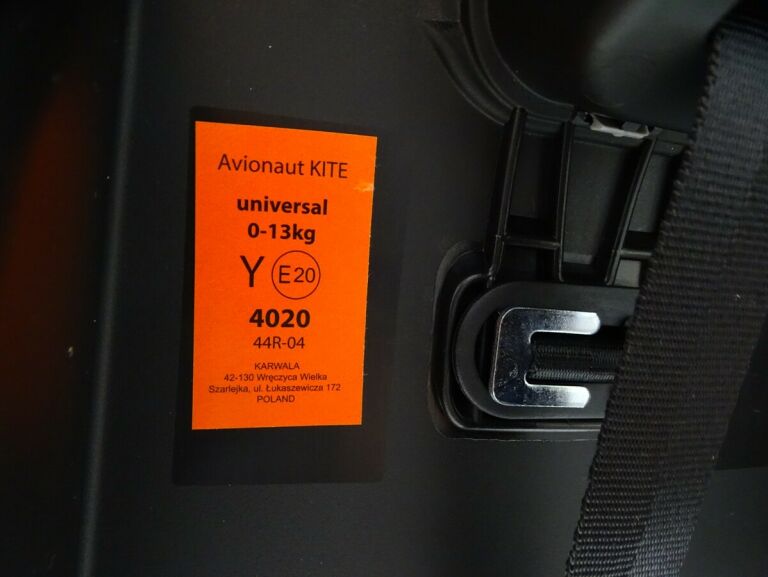 Avionaut KITE
universal
0-13kg
Y E20
4020
44R-04
KARWALA
42-130 Wręczyca Wielka
Szarlejka, ul. Łukaszewicza 172
POLAND